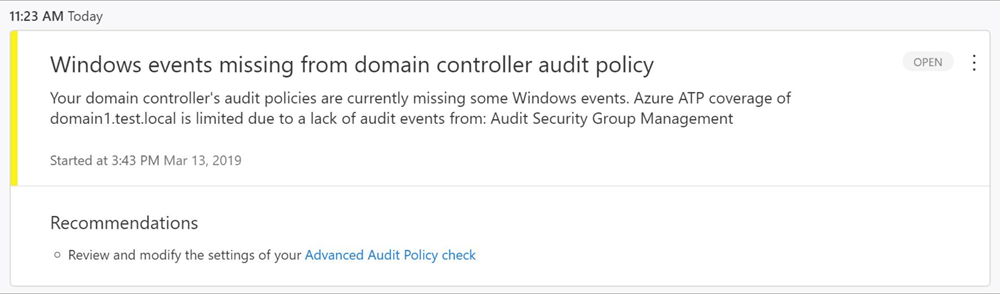 11:23 AM Today
Windows events missing from domain controller audit policy
OPEN
Your domain controller's audit policies are currently missing some Windows events. Azure ATP coverage of
domain1.test.local is limited due to a lack of audit events from: Audit Security Group Management
Started at 3:43 PM Mar 13, 2019
Recommendations
Review and modify the settings of your Advanced Audit Policy check